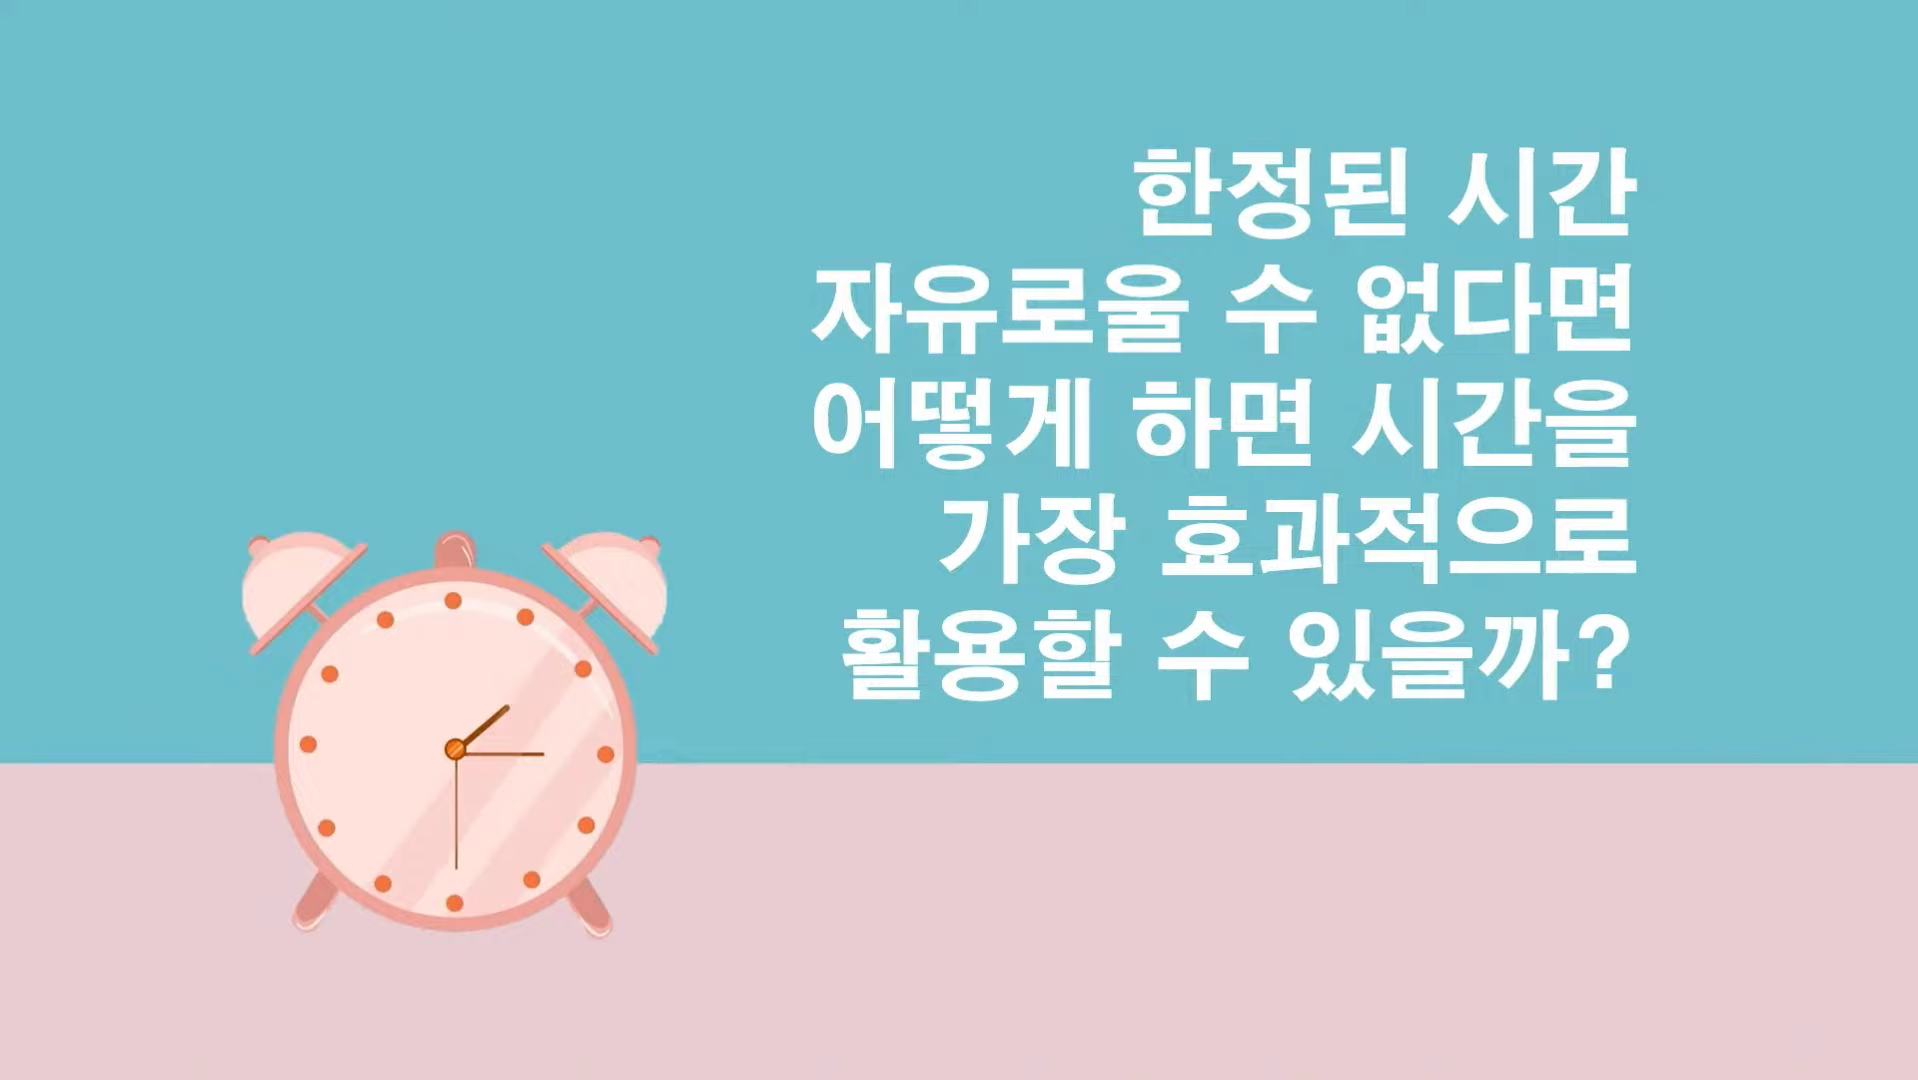 한정된 시간
자유로울 수 없다면
어떻게 하면 시간을
가장 효과적으로
활용할 수 있을까?